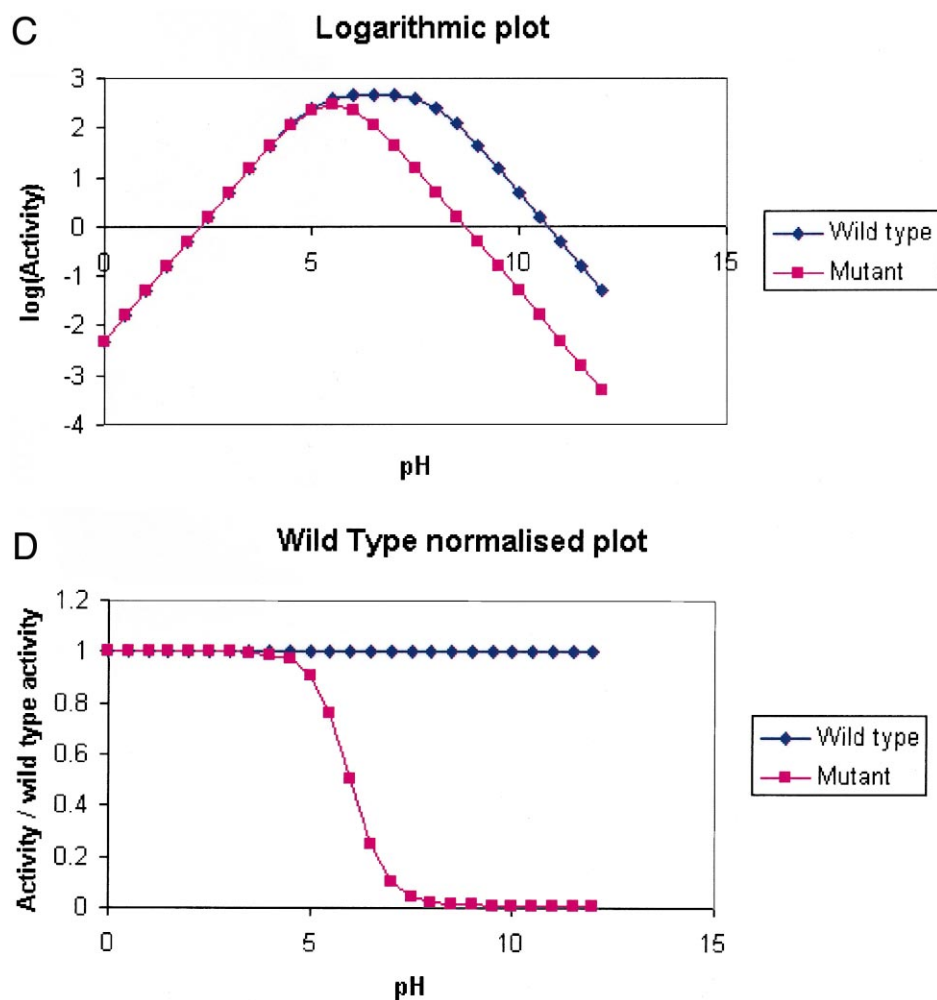 C
Logarithmic plot
3
2
1
0
-1
-2
-3
-4
0
5
10
15
log(Activity)
pH
Wild type
Mutant
D
Wild Type normalised plot
1.2
1
0.8
0.6
0.4
0.2
0
0
5
10
15
Activity / wild type activity
pH
Wild type
Mutant